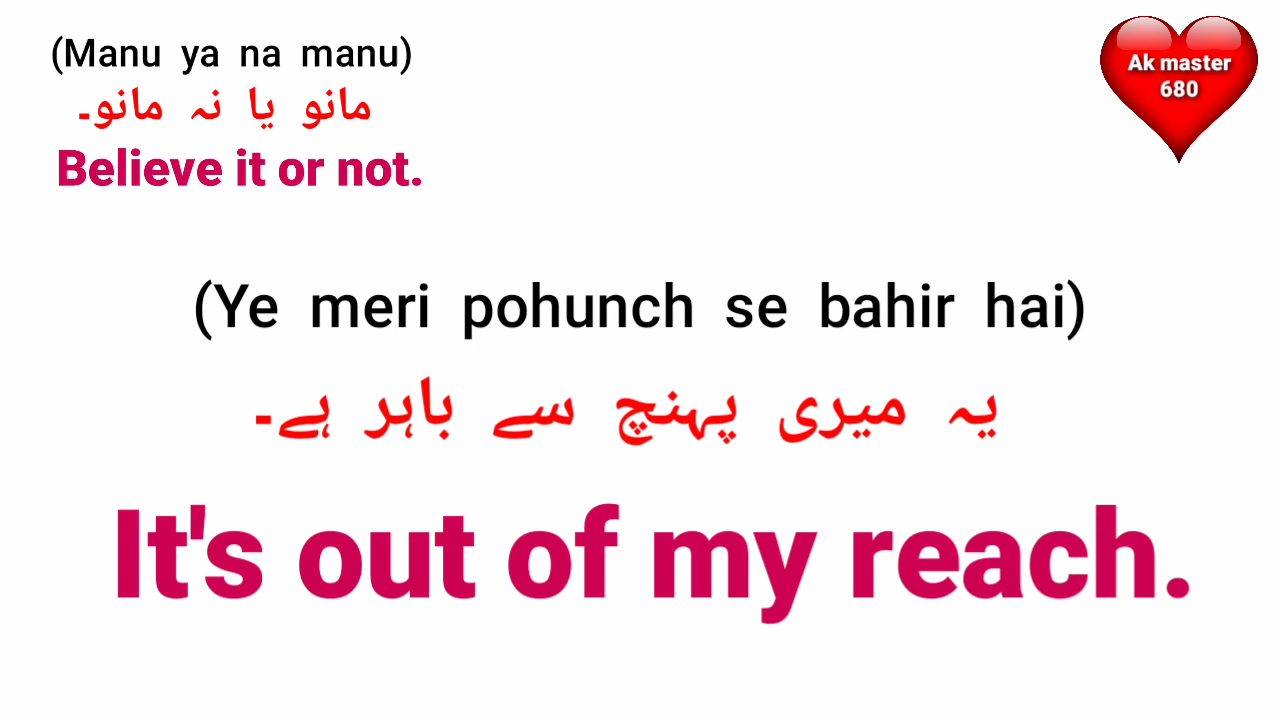 (Manu ya na manu)
مانو یا نہ مانو۔
Believe it or not.
Ak master
680
(Ye meri pohunch se bahir hai)
یہ میری پہنچ سے باہر ہے۔
It's out of my reach.